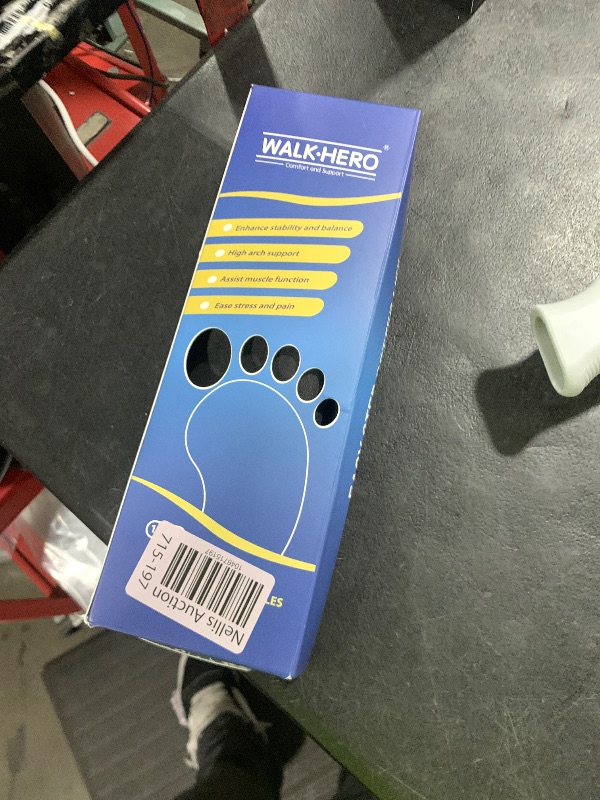 WALK·HERO®
Comfort and Support
Enhance stability and balance
High arch support
Assist muscle function
Ease stress and pain
LES
1046715197
715-197
Nellis Auction